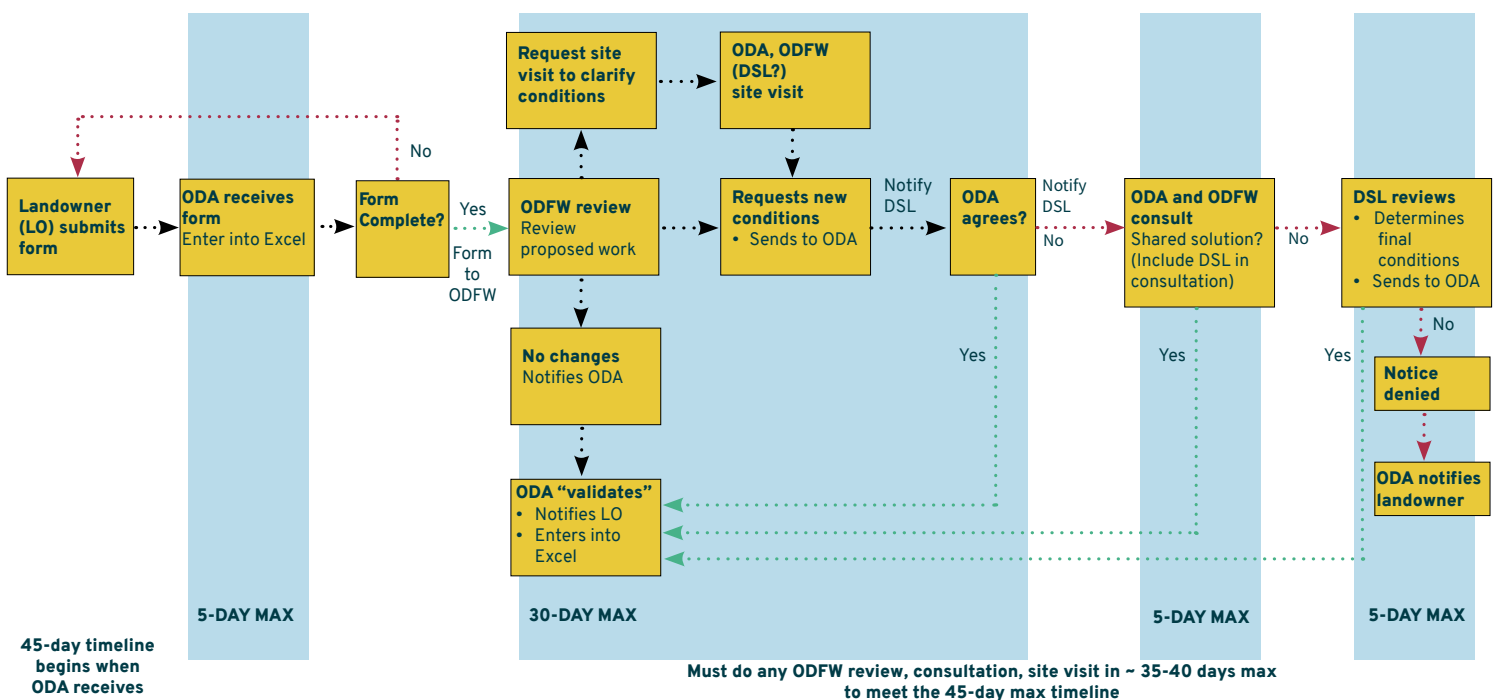 Request site
visit to clarify
conditions
ODA, ODFW
(DSL?)
site visit
No
Landowner
(LO) submits
form
ODA receives
form
Enter into Excel
Form
Complete?
Yes
Form
to
ODFW
ODFW review
Review
proposed work
Requests new
conditions
• Sends to ODA
Notify
DSL
ODA
agrees?
Notify
DSL
No
ODA and ODFW
consult
Shared solution?
(Include DSL in
consultation)
No
DSL reviews
• Determines
final
conditions
• Sends to ODA
No changes
Notifies ODA
Yes
Yes
Yes
No
Notice
denied
ODA notifies
landowner
ODA “validates”
• Notifies LO
• Enters into
Excel
5-DAY MAX
30-DAY MAX
5-DAY MAX
5-DAY MAX
45-day timeline
begins when
ODA receives
Must do any ODFW review, consultation, site visit in ~ 35-40 days max
to meet the 45-day max timeline